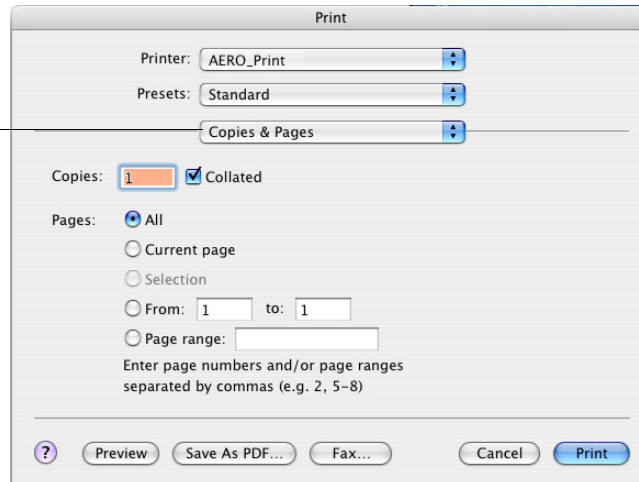 Print
Printer: AERO_Print
Presets: Standard
Copies & Pages
Copies: 1 Collated
Pages: All
Current page
Selection
From: 1 to: 1
Page range:
Enter page numbers and/or page ranges
separated by commas (e.g. 2, 5-8)
? Preview Save As PDF... Fax... Cancel Print